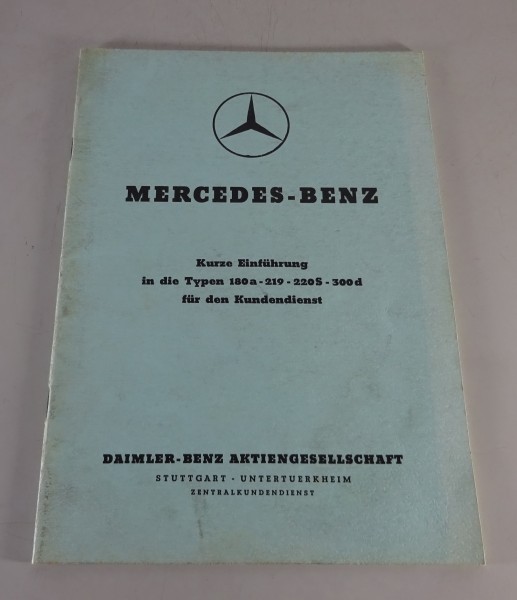 MERCEDES-BENZ
Kurze Einführung
in die Typen 180a-219-220S-300d
für den Kundendienst
DAIMLER-BENZ AKTIENGESELLSCHAFT
STUTTGART - UNTERTUERKHEIM
ZENTRALKUNDENDIENST